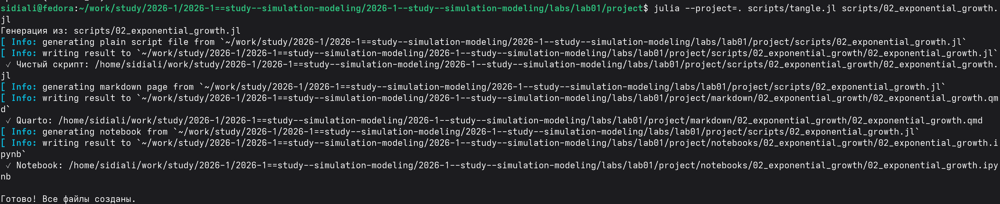 sidiali@fedora:~/work/study/2026-1/2026-1==study--simulation-modeling/2026-1--study--simulation-modeling/labs/lab01/project$ julia --project=. scripts/tangle.jl scripts/02_exponential_growth.
jl
Генерация из: scripts/02_exponential_growth.jl
[ Info: generating plain script file from `~/work/study/2026-1/2026-1==study--simulation-modeling/2026-1--study--simulation-modeling/labs/lab01/project/scripts/02_exponential_growth.jl`
[ Info: writing result to `~/work/study/2026-1/2026-1==study--simulation-modeling/2026-1--study--simulation-modeling/labs/lab01/project/scripts/02_exponential_growth/02_exponential_growth.jl`
✓ Чистый скрипт: /home/sidiali/work/study/2026-1/2026-1==study--simulation-modeling/2026-1--study--simulation-modeling/labs/lab01/project/scripts/02_exponential_growth/02_exponential_growth.
jl
[ Info: generating markdown page from `~/work/study/2026-1/2026-1==study--simulation-modeling/2026-1--study--simulation-modeling/labs/lab01/project/scripts/02_exponential_growth.jl`
[ Info: writing result to `~/work/study/2026-1/2026-1==study--simulation-modeling/2026-1--study--simulation-modeling/labs/lab01/project/markdown/02_exponential_growth/02_exponential_growth.qm
d`
✓ Quarto: /home/sidiali/work/study/2026-1/2026-1==study--simulation-modeling/2026-1--study--simulation-modeling/labs/lab01/project/markdown/02_exponential_growth/02_exponential_growth.qmd
[ Info: generating notebook from `~/work/study/2026-1/2026-1==study--simulation-modeling/2026-1--study--simulation-modeling/labs/lab01/project/scripts/02_exponential_growth.jl`
[ Info: writing result to `~/work/study/2026-1/2026-1==study--simulation-modeling/2026-1--study--simulation-modeling/labs/lab01/project/notebooks/02_exponential_growth/02_exponential_growth.i
pynb`
✓ Notebook: /home/sidiali/work/study/2026-1/2026-1==study--simulation-modeling/2026-1--study--simulation-modeling/labs/lab01/project/notebooks/02_exponential_growth/02_exponential_growth.ipy
nb
Готово! Все файлы созданы.